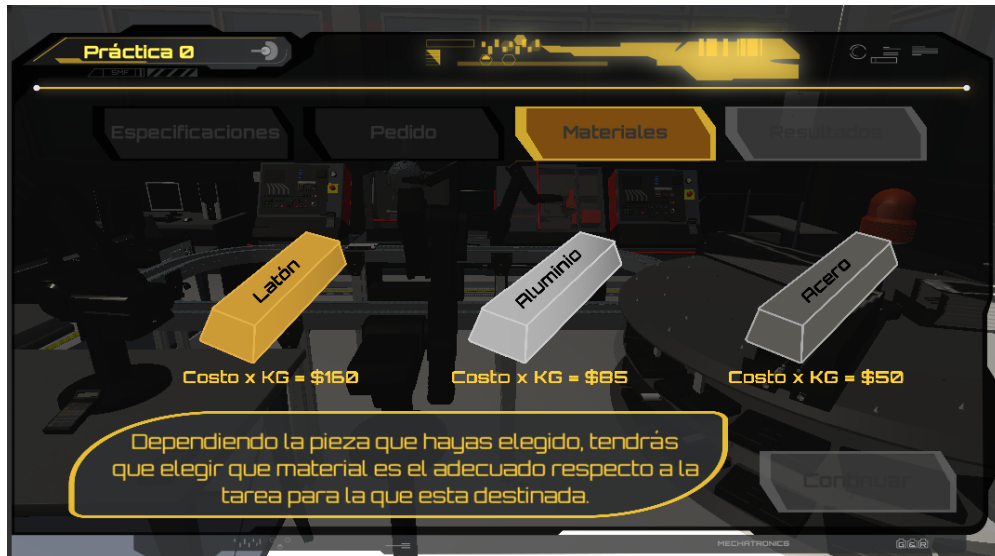 Práctica 0
SMF
Especificaciones
Pedido
Materiales
Resultados
Latón
Aluminio
Acero
Costo x KG = $160
Costo x KG = $85
Costo x KG = $50
Dependiendo la pieza que hayas elegido, tendrás
que elegir que material es el adecuado respecto a la
tarea para la que esta destinada.
Continuar
MECHATRONICS